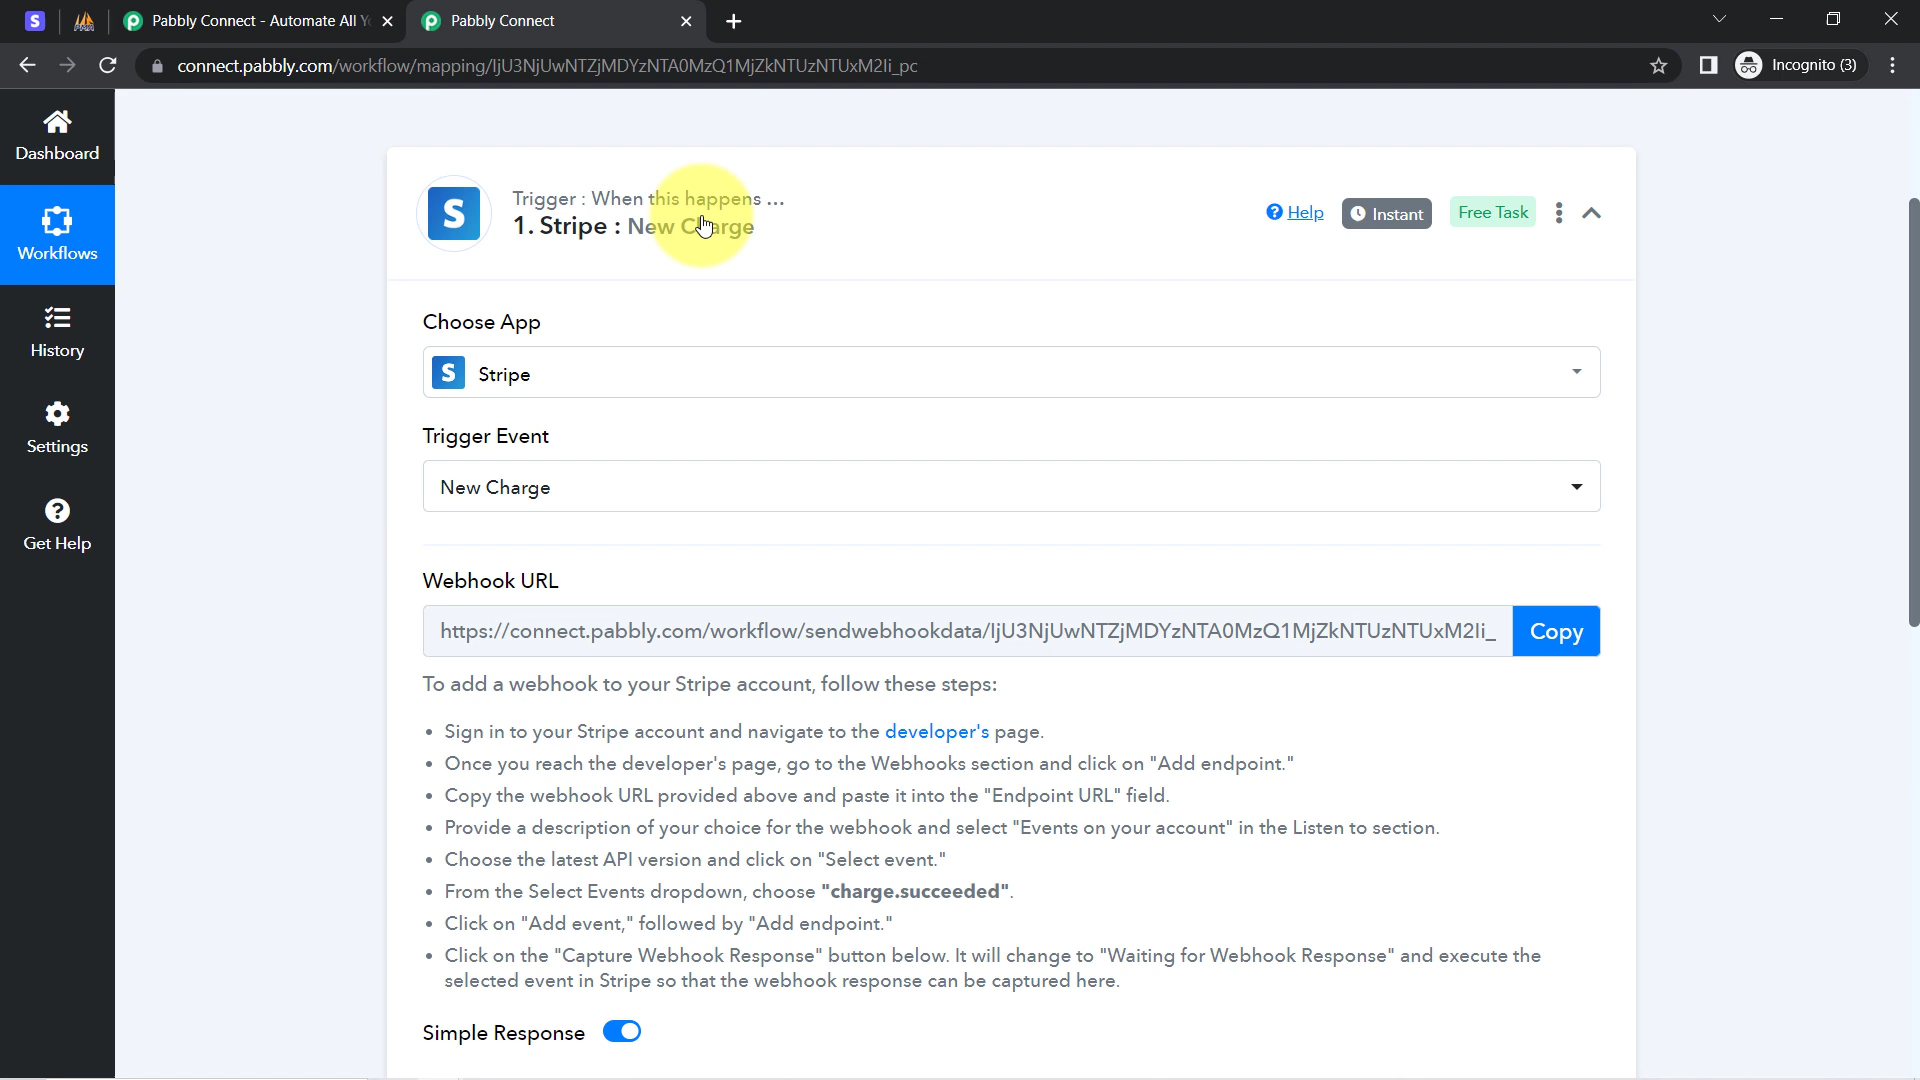 Pabbly Connect - Automate All Y
Pabbly Connect
connect.pabbly.com/workflow/mapping/IjU3NjUwNTZjMDYzNTA0MzQ1MjZkNTUzNTUxM2Ii_pc
Incognito (3)
Dashboard
Workflows
History
Settings
Get Help
Trigger : When this happens ...
1. Stripe : New Charge
Help
Instant
Free Task
Choose App
Stripe
Trigger Event
New Charge
Webhook URL
https://connect.pabbly.com/workflow/sendwebhookdata/IjU3NjUwNTZjMDYzNTA0MzQ1MjZkNTUzNTUxM2Ii_
Copy
To add a webhook to your Stripe account, follow these steps:
• Sign in to your Stripe account and navigate to the developer's page.
• Once you reach the developer's page, go to the Webhooks section and click on "Add endpoint."
• Copy the webhook URL provided above and paste it into the "Endpoint URL" field.
• Provide a description of your choice for the webhook and select "Events on your account" in the Listen to section.
• Choose the latest API version and click on "Select event."
• From the Select Events dropdown, choose "charge.succeeded".
• Click on "Add event," followed by "Add endpoint."
• Click on the "Capture Webhook Response" button below. It will change to "Waiting for Webhook Response" and execute the
selected event in Stripe so that the webhook response can be captured here.
Simple Response